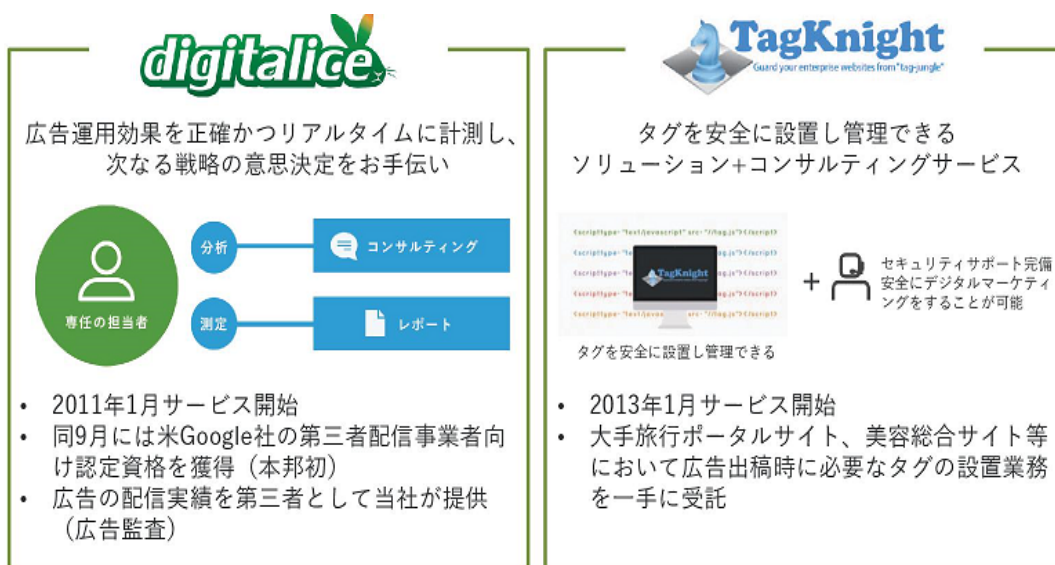 digitalice
広告運用効果を正確かつリアルタイムに計測し、
次なる戦略の意思決定をお手伝い
専任の担当者
分析
コンサルティング
測定
レポート
• 2011年1月サービス開始
• 同9月には米Google社の第三者配信事業者向
け認定資格を獲得（本邦初）
• 広告の配信実績を第三者として当社が提供
（広告監査）
TagKnight
Guard your enterprise websites from "tag-jungle"
タグを安全に設置し管理できる
ソリューション+コンサルティングサービス
TagKnight
+
セキュリティサポート完備
安全にデジタルマーケティ
ングをすることが可能
タグを安全に設置し管理できる
• 2013年1月サービス開始
• 大手旅行ポータルサイト、美容総合サイト等
において広告出稿時に必要なタグの設置業務
を一手に受託